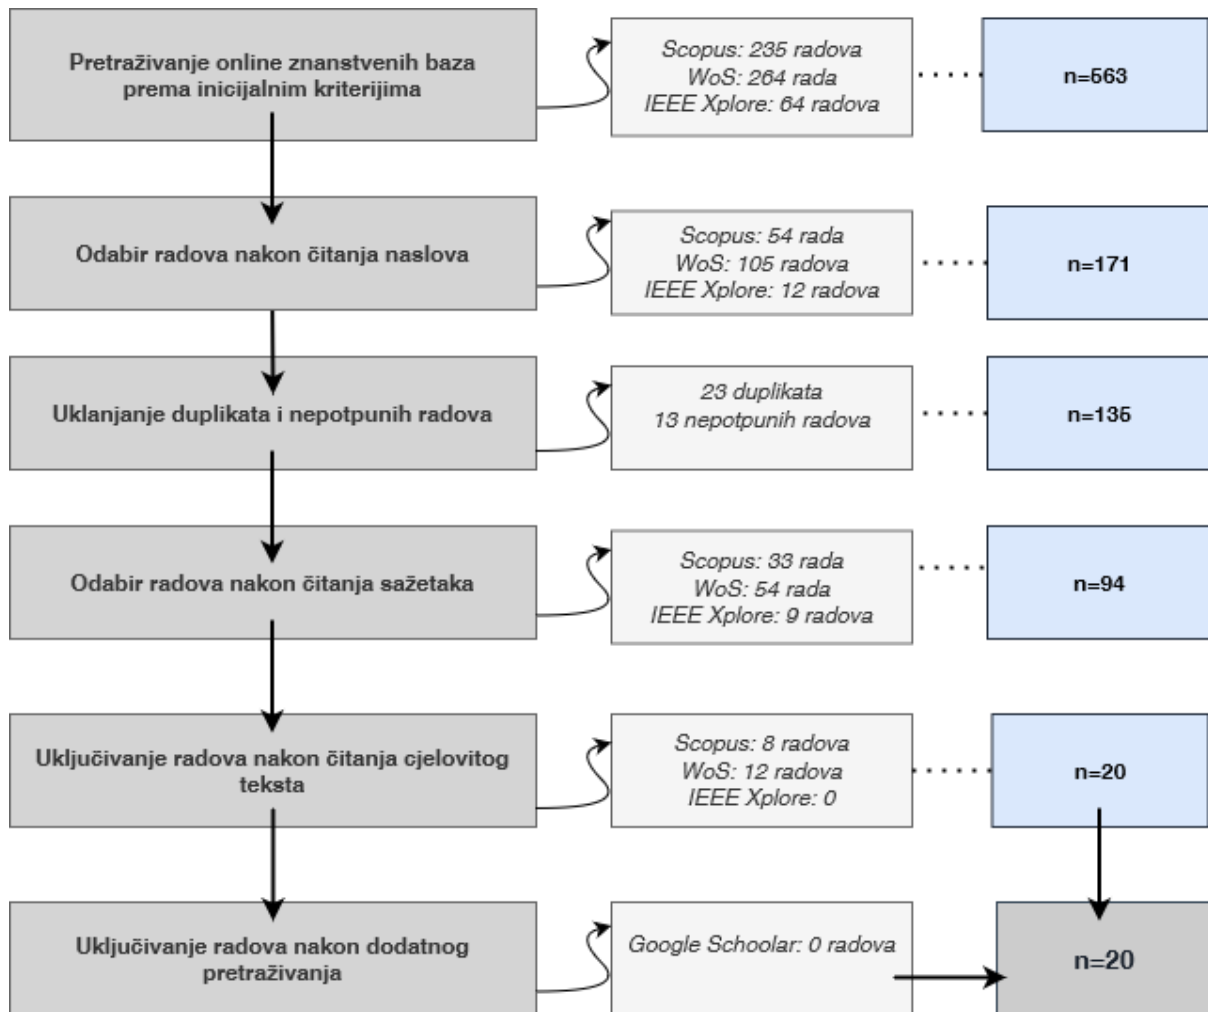 Pretraživanje online znanstvenih baza
prema inicijalnim kriterijima
Scopus: 235 radova
WoS: 264 rada
IEEE Xplore: 64 radova
n=563
Odabir radova nakon čitanja naslova
Scopus: 54 rada
WoS: 105 radova
IEEE Xplore: 12 radova
n=171
Uklanjanje duplikata i nepotpunih radova
23 duplikata
13 nepotpunih radova
n=135
Odabir radova nakon čitanja sažetaka
Scopus: 33 rada
WoS: 54 rada
IEEE Xplore: 9 radova
n=94
Uključivanje radova nakon čitanja cjelovitog
teksta
Scopus: 8 radova
WoS: 12 radova
IEEE Xplore: 0
n=20
Uključivanje radova nakon dodatnog
pretraživanja
Google Schoolar: 0 radova
n=20